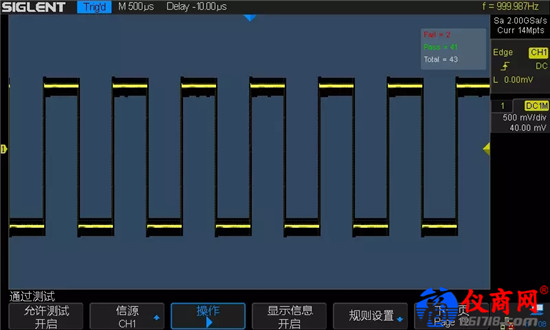 SIGLENT Trig'd M 500µs Delay -10.00µs f = 999.987Hz
Sa 2.00GSa/s
Curr 14Mpts
Fail = 2
Pass = 41
Total = 43
Edge CH1
DC
L 0.00mV
1 DC1M
500 mV/div
40.00 mV
1
通过测试
允许测试
开启
信源
CH1
操作
显示信息
开启
规则设置
下一页
Page
仪商网
861718.com